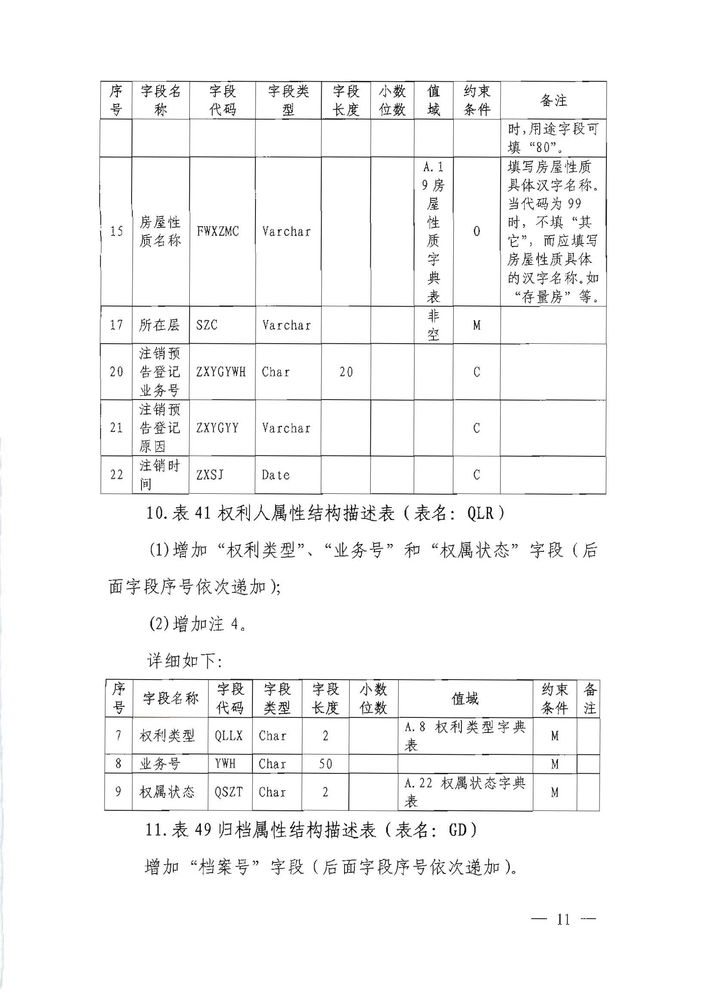 序号 字段名称 字段代码 字段类型 字段长度 小数位数 值域 约束条件 备注
时,用途字段可
填“80”。
15 房屋性质名称 FWXZMC Varchar A.19房屋性质字典表 O 填写房屋性质
具体汉字名称。
当代码为 99
时，不填“其
它”，而应填写
房屋性质具体
的汉字名称。如
“存量房”等。
17 所在层 SZC Varchar 非空 M
20 注销预告登记业务号 ZXYGYWH Char 20 C
21 注销预告登记原因 ZXYGYY Varchar C
22 注销时间 ZXSJ Date C
10.表 41 权利人属性结构描述表（表名：QLR）
(1)增加“权利类型”、“业务号”和“权属状态”字段（后
面字段序号依次递加）;
(2)增加注 4。
详细如下：
序号 字段名称 字段代码 字段类型 字段长度 小数位数 值域 约束条件 备注
7 权利类型 QLLX Char 2 A.8 权利类型字典表 M
8 业务号 YWH Char 50 M
9 权属状态 QSZT Char 2 A.22 权属状态字典表 M
11.表 49 归档属性结构描述表（表名：GD）
增加“档案号”字段（后面字段序号依次递加）。
— 11 —